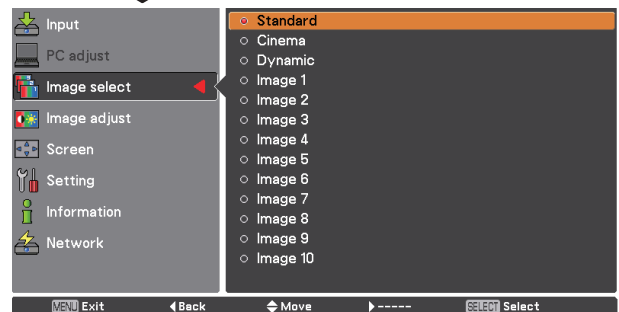 Input
PC adjust
Image select
Image adjust
Screen
Setting
Information
Network
Standard
Cinema
Dynamic
Image 1
Image 2
Image 3
Image 4
Image 5
Image 6
Image 7
Image 8
Image 9
Image 10
MENU Exit ◀Back Move ▶----- SELECT Select